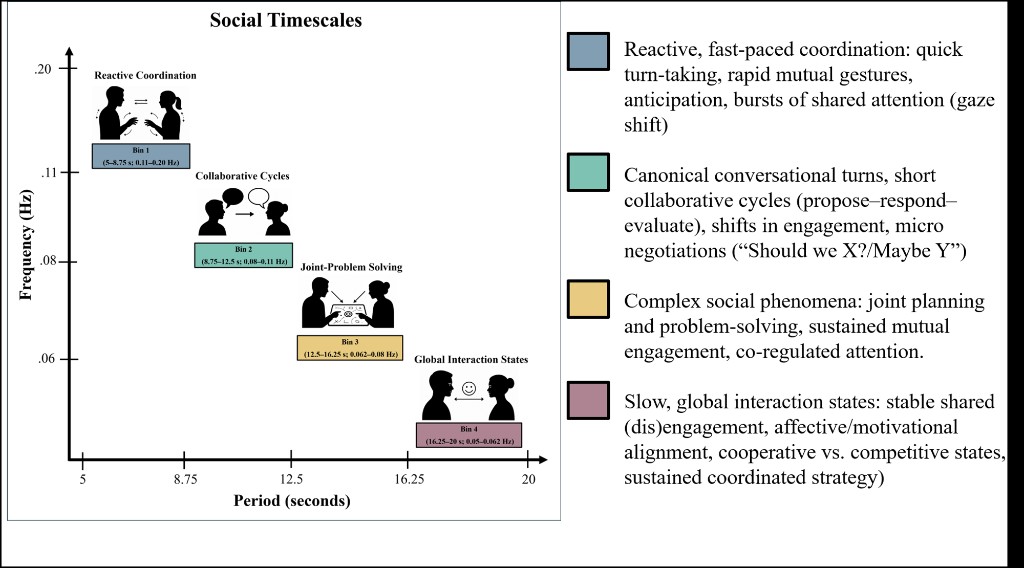 Social Timescales
.20
.11
.08
.06
Frequency (Hz)
Reactive Coordination
Bin 1
(5–8.75 s; 0.11–0.20 Hz)
Collaborative Cycles
Bin 2
(8.75–12.5 s; 0.08–0.11 Hz)
Joint-Problem Solving
Bin 3
(12.5–16.25 s; 0.062–0.08 Hz)
Global Interaction States
Bin 4
(16.25–20 s; 0.05–0.062 Hz)
5
8.75
12.5
16.25
20
Period (seconds)
Reactive, fast-paced coordination: quick
turn-taking, rapid mutual gestures,
anticipation, bursts of shared attention (gaze
shift)
Canonical conversational turns, short
collaborative cycles (propose–respond–
evaluate), shifts in engagement, micro
negotiations (“Should we X?/Maybe Y”)
Complex social phenomena: joint planning
and problem-solving, sustained mutual
engagement, co-regulated attention.
Slow, global interaction states: stable shared
(dis)engagement, affective/motivational
alignment, cooperative vs. competitive states,
sustained coordinated strategy)